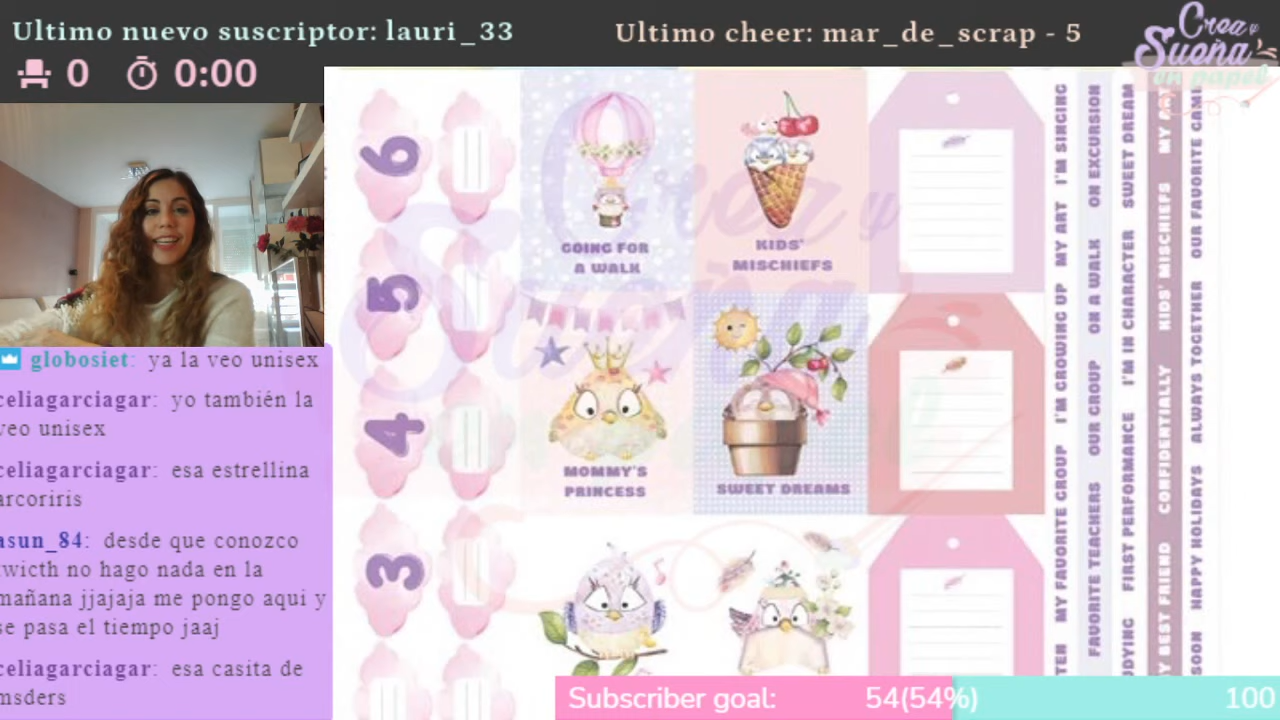 Ultimo nuevo suscriptor: lauri_33
Ultimo cheer: mar_de_scrap - 5
Crea y
Sueña
en papel
0
0:00
globosiet: ya la veo unisex
celiagarciagar: yo también la
veo unisex
celiagarciagar: esa estrellina
arcoriris
asun_84: desde que conozco
twicth no hago nada en la
mañana jjajaja me pongo aqui y
se pasa el tiempo jaaj
celiagarciagar: esa casita de
msders
6
5
4
3
GOING FOR
A WALK
KIDS'
MISCHIEFS
MOMMY'S
PRINCESS
SWEET DREAMS
Crea y
Sueña
MY FAVORITE GROUP I'M GROWING UP MY ART I'M SINGING
FAVORITE TEACHERS OUR GROUP ON A WALK ON EXCURSION
FIRST PERFORMANCE I'M IN CHARACTER SWEET DREAM
Y BEST FRIEND CONFIDENTIALLY KIDS' MISCHIEFS MY ART
SOON HAPPY HOLIDAYS ALWAYS TOGETHER OUR FAVORITE GAME
Subscriber goal: 54(54%) 100